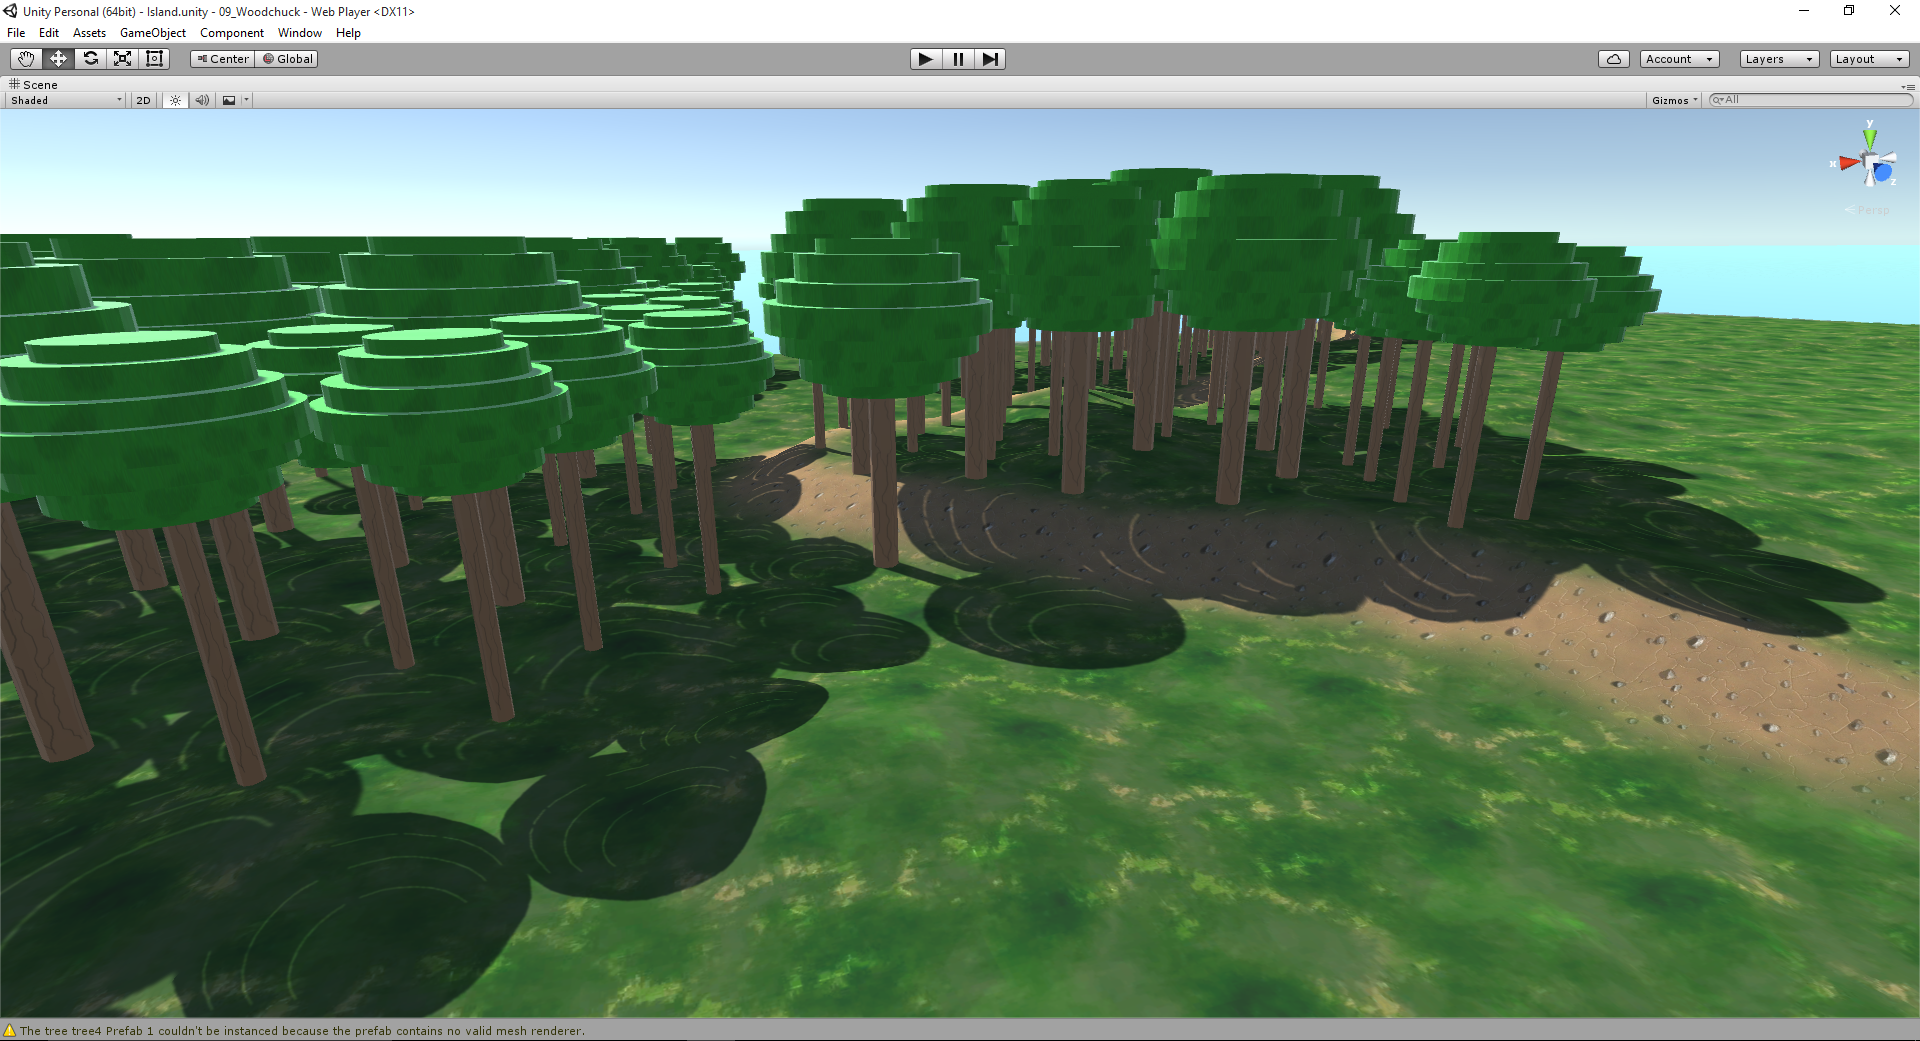 Unity Personal (64bit) - Island.unity - 09_Woodchuck - Web Player <DX11>
File Edit Assets GameObject Component Window Help
Center Global Account Layers Layout
Scene
Shaded 2D Gizmos All
y
x
z
Persp
The tree tree4 Prefab 1 couldn't be instanced because the prefab contains no valid mesh renderer.